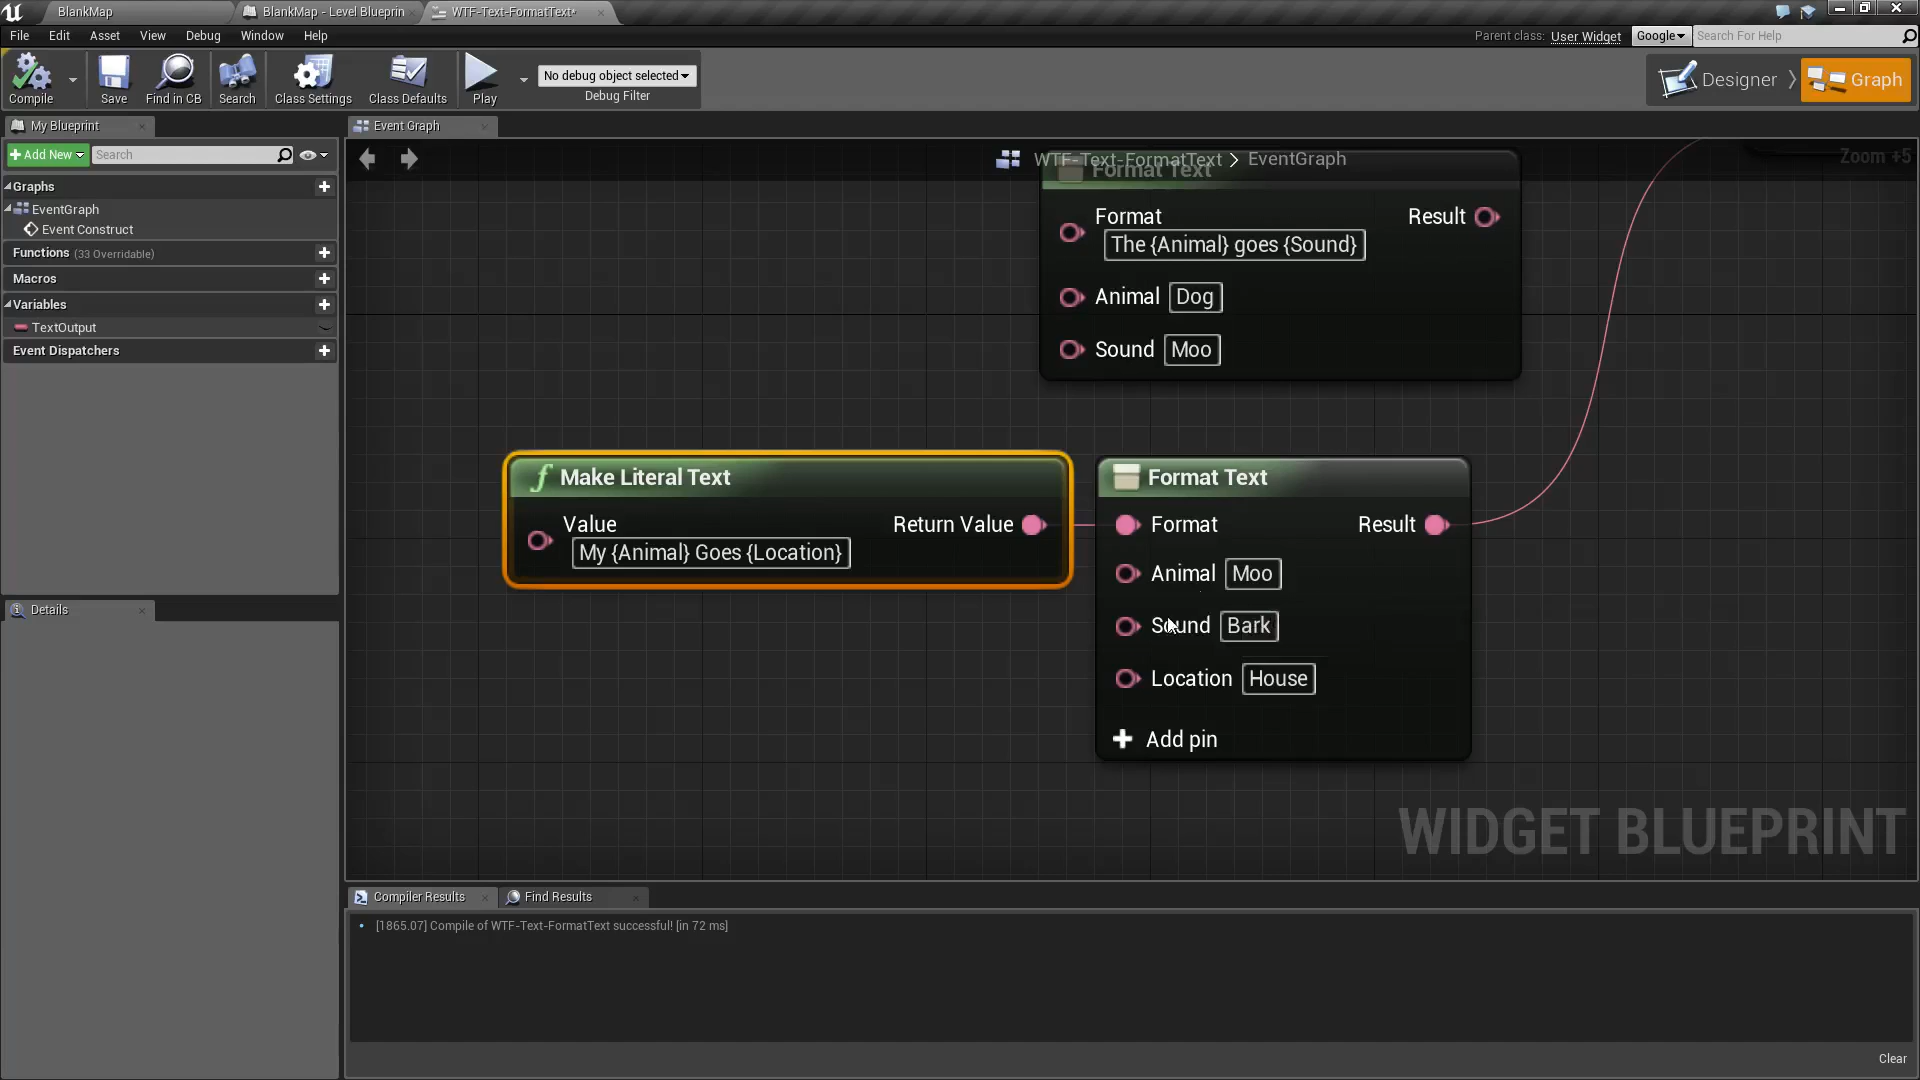 BlankMap
BlankMap - Level Blueprin
WTF-Text-FormatText*
File Edit Asset View Debug Window Help
Parent class: User Widget Google Search For Help
Compile
Save
Find in CB
Search
Class Settings
Class Defaults
Play
No debug object selected
Debug Filter
Designer
Graph
My Blueprint
Event Graph
Add New
Search
WTF-Text-FormatText > EventGraph
Zoom +5
Graphs
EventGraph
Event Construct
Functions (33 Overridable)
Macros
Variables
TextOutput
Event Dispatchers
Format Text
Format
Result
The {Animal} goes {Sound}
Animal Dog
Sound Moo
Make Literal Text
Value
Return Value
My {Animal} Goes {Location}
Format Text
Format
Result
Animal Moo
Sound Bark
Location House
Add pin
Details
WIDGET BLUEPRINT
Compiler Results
Find Results
[1865.07] Compile of WTF-Text-FormatText successful! [in 72 ms]
Clear